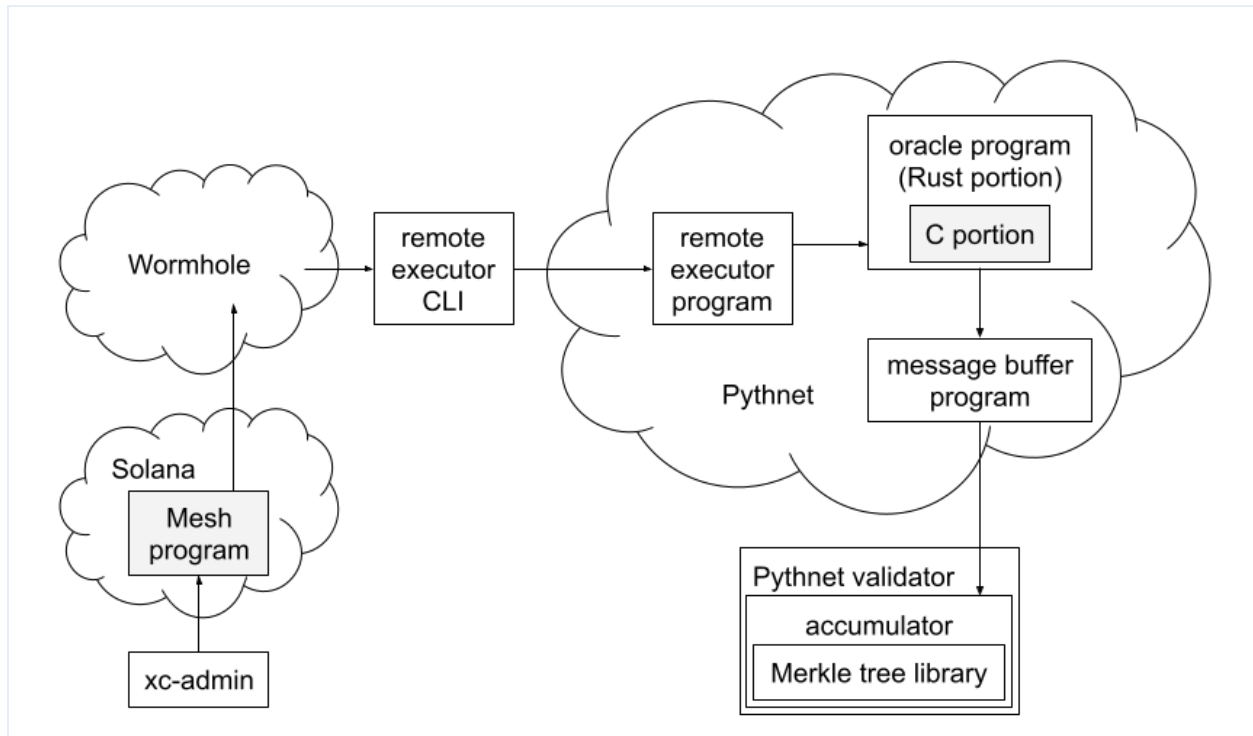 oracle program
(Rust portion)
C portion
Wormhole
remote
executor
CLI
remote
executor
program
message buffer
program
Pythnet
Solana
Mesh
program
Pythnet validator
accumulator
Merkle tree library
xc-admin